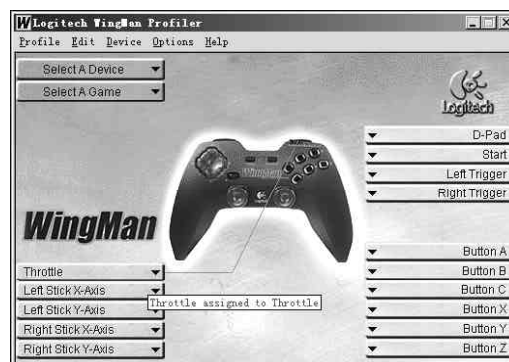 Logitech WingMan Profiler
Profile Edit Device Options Help
Select A Device
Select A Game
Logitech
D-Pad
Start
Left Trigger
Right Trigger
WingMan
WingMan
Throttle
Left Stick X-Axis
Left Stick Y-Axis
Right Stick X-Axis
Right Stick Y-Axis
Throttle assigned to Throttle
Button A
Button B
Button C
Button X
Button Y
Button Z